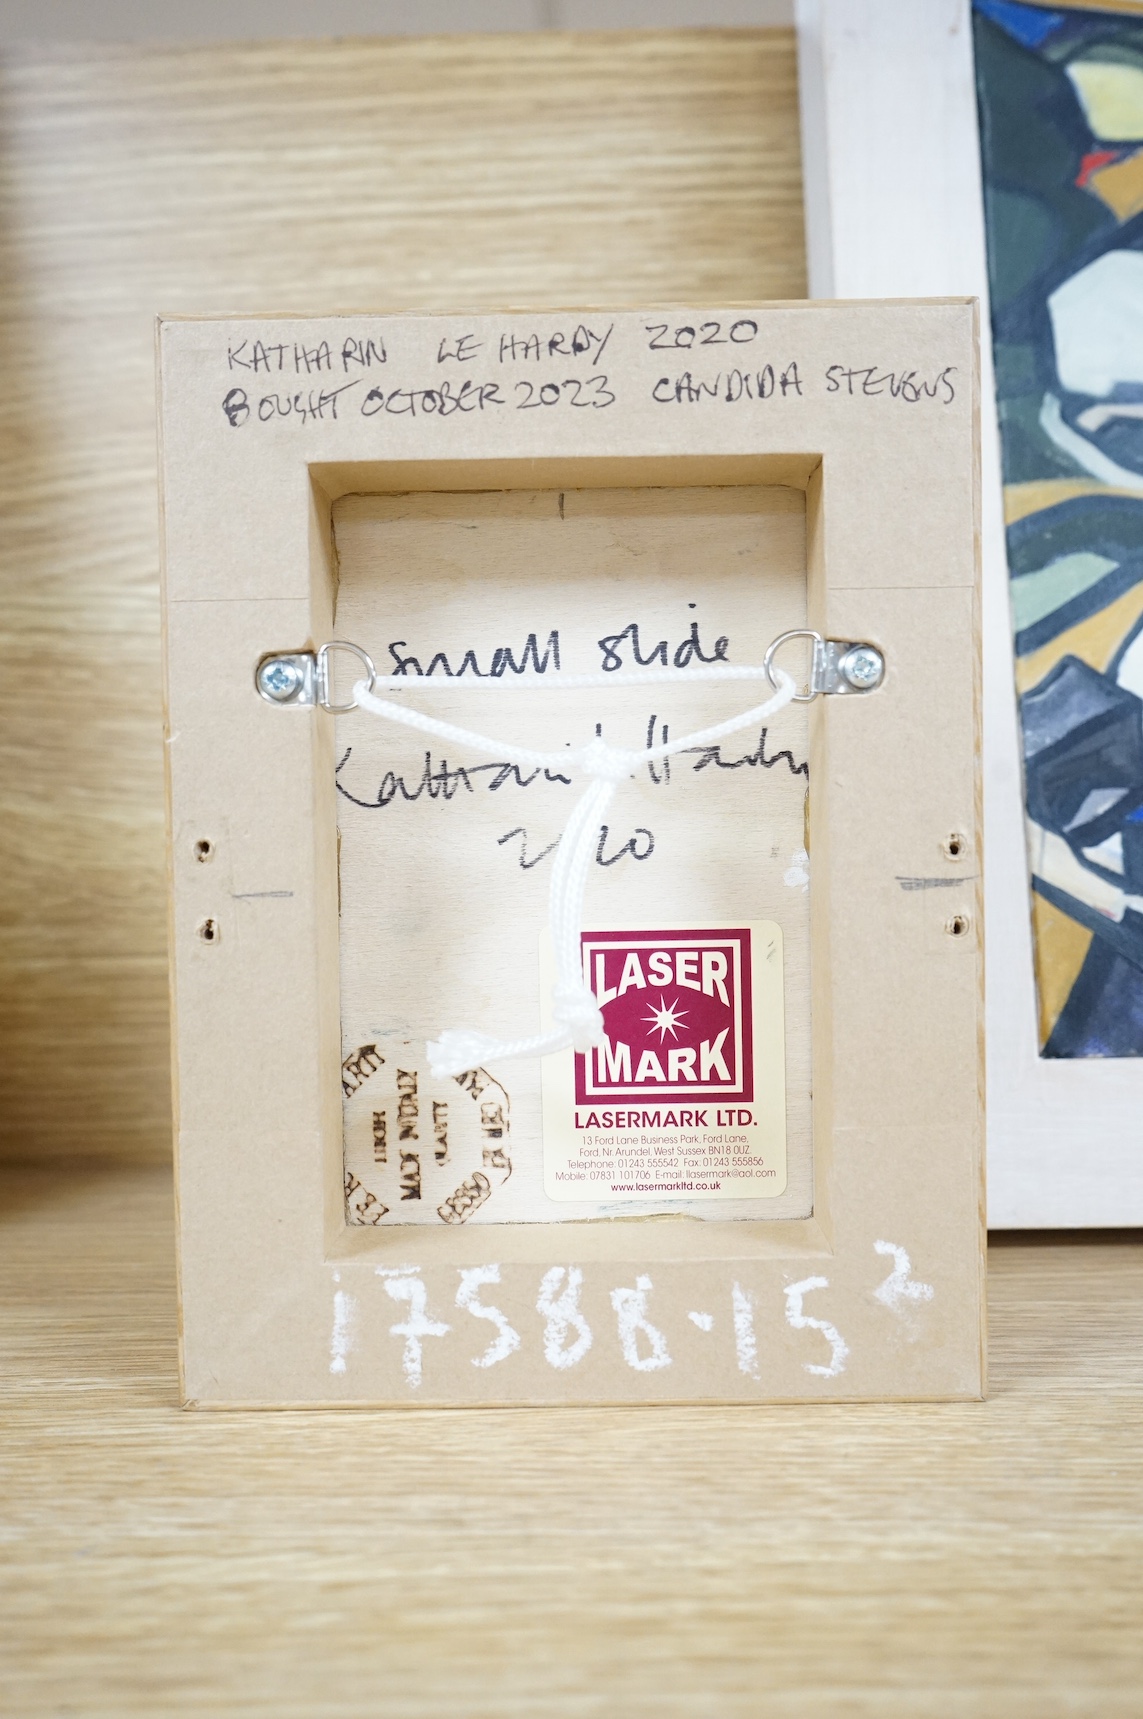 KATHARIN LE HARDY 2020
BOUGHT OCTOBER 2023 CANDIDA STEVENS
Small slide
LASER
MARK
LASERMARK LTD.
13 Ford Lane Business Park, Ford Lane,
Ford, Nr. Arundel, West Sussex BN18 0UZ.
Telephone: 01243 555542 Fax: 01243 555856
Mobile: 07831 101706 E-mail: llasermark@aol.com
www.lasermarkltd.co.uk
17588·15 2